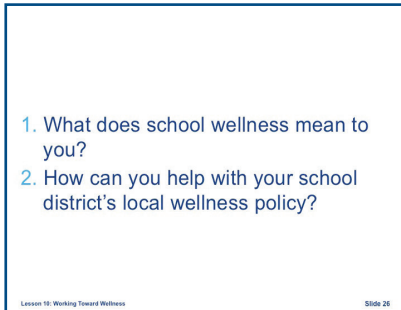 1. What does school wellness mean to
you?
2. How can you help with your school
district's local wellness policy?
Lesson 10: Working Toward Wellness Slide 26